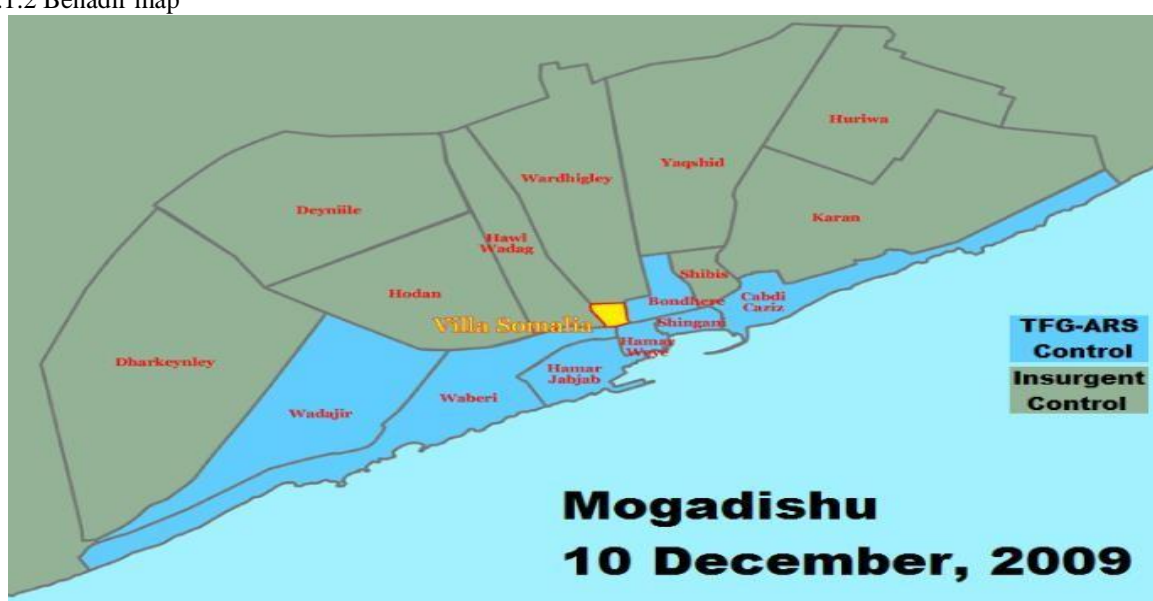 .1.2 Benadir map
Huriwa
Yaqshid
Wardhigley
Deyniile
Karan
Hawl
Wadag
Shibis
Hodan
Bondhere
Cabdi
Caziz
Villa Somalia
Shingani
Hamar
Weye
Dharkeynley
Hamar
Jabjab
Waberi
Wadajir
TFG-ARS
Control
Insurgent
Control
Mogadishu
10 December, 2009